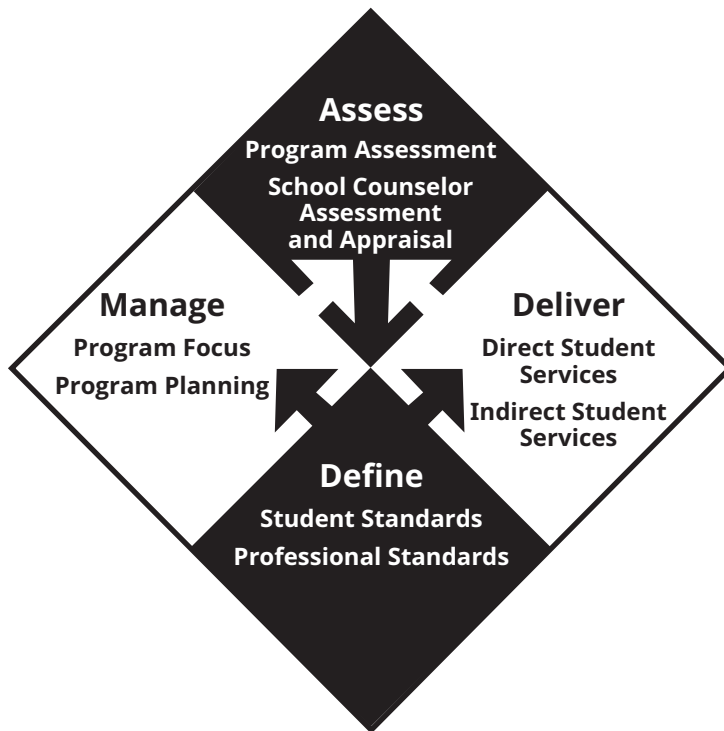 Assess
Program Assessment
School Counselor
Assessment
and Appraisal
Manage
Program Focus
Program Planning
Deliver
Direct Student
Services
Indirect Student
Services
Define
Student Standards
Professional Standards